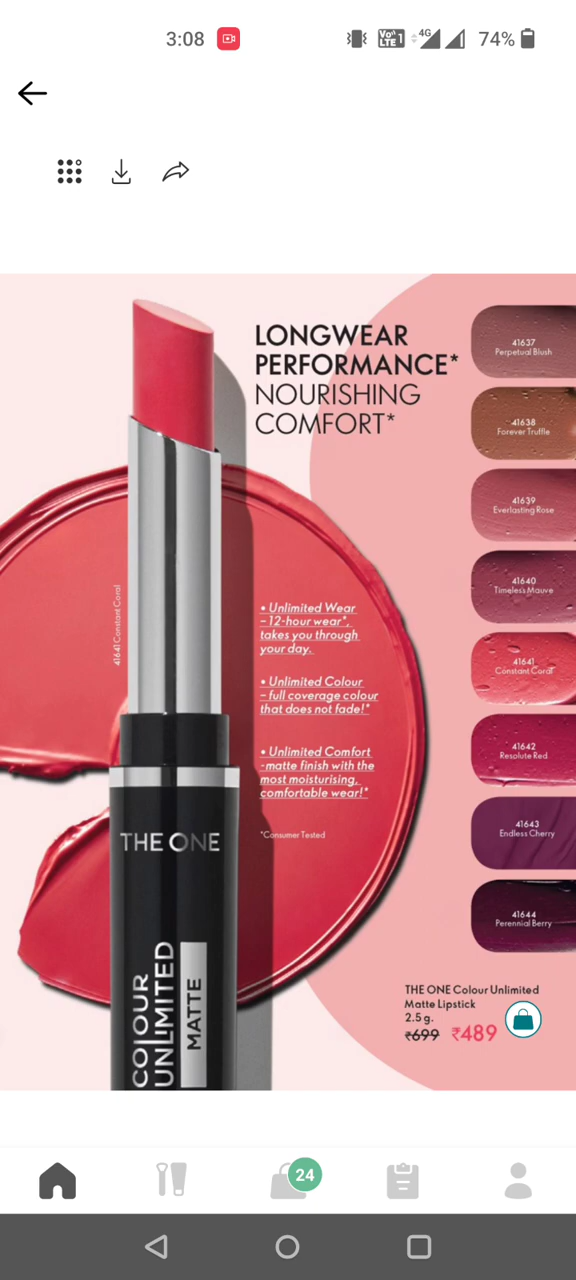 3:08
Vo))
LTE 1
4G
74%
LONGWEAR
PERFORMANCE*
NOURISHING
COMFORT*
41637
Perpetual Blush
41638
Forever Truffle
41639
Everlasting Rose
41640
Timeless Mauve
41641
Constant Coral
41642
Resolute Red
41643
Endless Cherry
41644
Perennial Berry
41641 Constant Coral
• Unlimited Wear
– 12-hour wear*,
takes you through
your day.
• Unlimited Colour
– full coverage colour
that does not fade!*
• Unlimited Comfort
-matte finish with the
most moisturising,
comfortable wear!*
*Consumer Tested
THE ONE
COLOUR
UNLIMITED
MATTE
THE ONE Colour Unlimited
Matte Lipstick
2.5 g.
₹699 ₹489
24